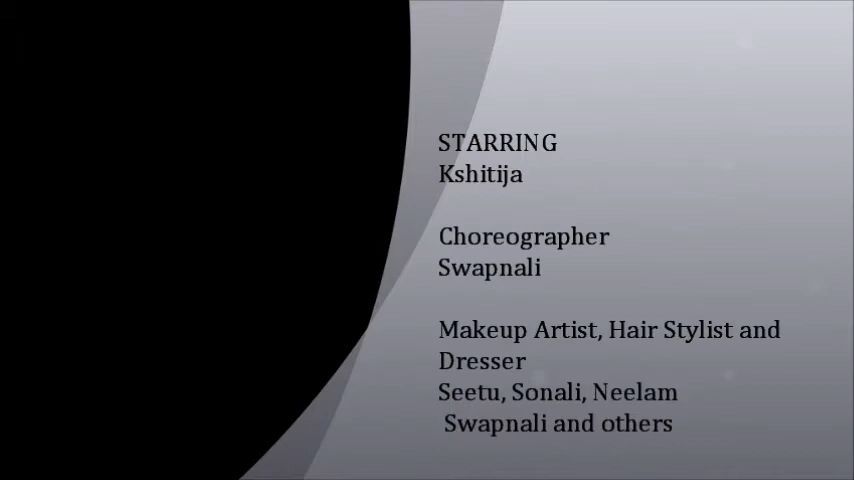 STARRING
Kshitija
Choreographer
Swapnali
Makeup Artist, Hair Stylist and
Dresser
Seetu, Sonali, Neelam
Swapnali and others